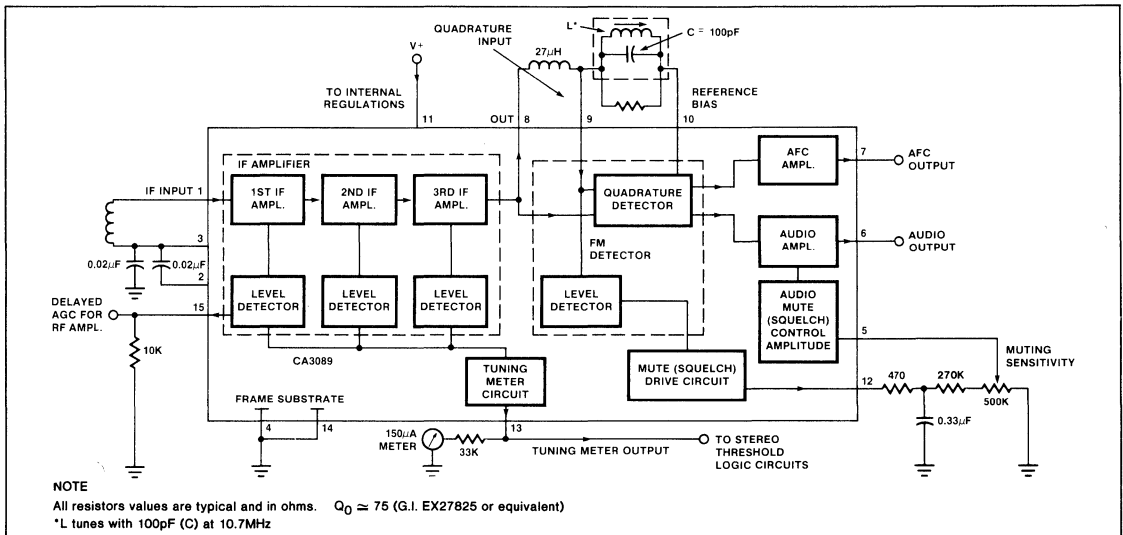 QUADRATURE
INPUT
L*
C = 100pF
27μH
V+
TO INTERNAL
REGULATIONS
REFERENCE
BIAS
11
OUT 8
9
10
IF AMPLIFIER
IF INPUT 1
1ST IF
AMPL.
2ND IF
AMPL.
3RD IF
AMPL.
QUADRATURE
DETECTOR
AFC
AMPL.
7
AFC
OUTPUT
3
0.02μF
0.02μF
2
FM
DETECTOR
AUDIO
AMPL.
6
AUDIO
OUTPUT
DELAYED
AGC FOR
RF AMPL.
15
LEVEL
DETECTOR
LEVEL
DETECTOR
LEVEL
DETECTOR
LEVEL
DETECTOR
AUDIO
MUTE
(SQUELCH)
CONTROL
AMPLITUDE
5
MUTING
SENSITIVITY
10K
CA3089
TUNING
METER
CIRCUIT
MUTE (SQUELCH)
DRIVE CIRCUIT
12
470
270K
500K
0.33μF
FRAME SUBSTRATE
4
14
13
150μA
METER
33K
TUNING METER OUTPUT
TO STEREO
THRESHOLD
LOGIC CIRCUITS
NOTE
All resistors values are typical and in ohms. Q0 ≃ 75 (G.I. EX27825 or equivalent)
*L tunes with 100pF (C) at 10.7MHz